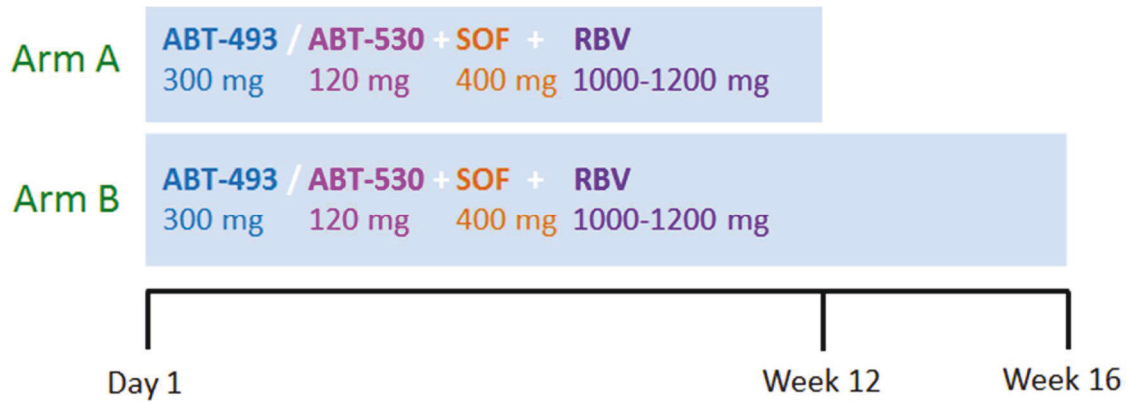 Arm A
ABT-493 / ABT-530 + SOF + RBV
300 mg 120 mg 400 mg 1000-1200 mg
Arm B
ABT-493 / ABT-530 + SOF + RBV
300 mg 120 mg 400 mg 1000-1200 mg
Day 1 Week 12 Week 16